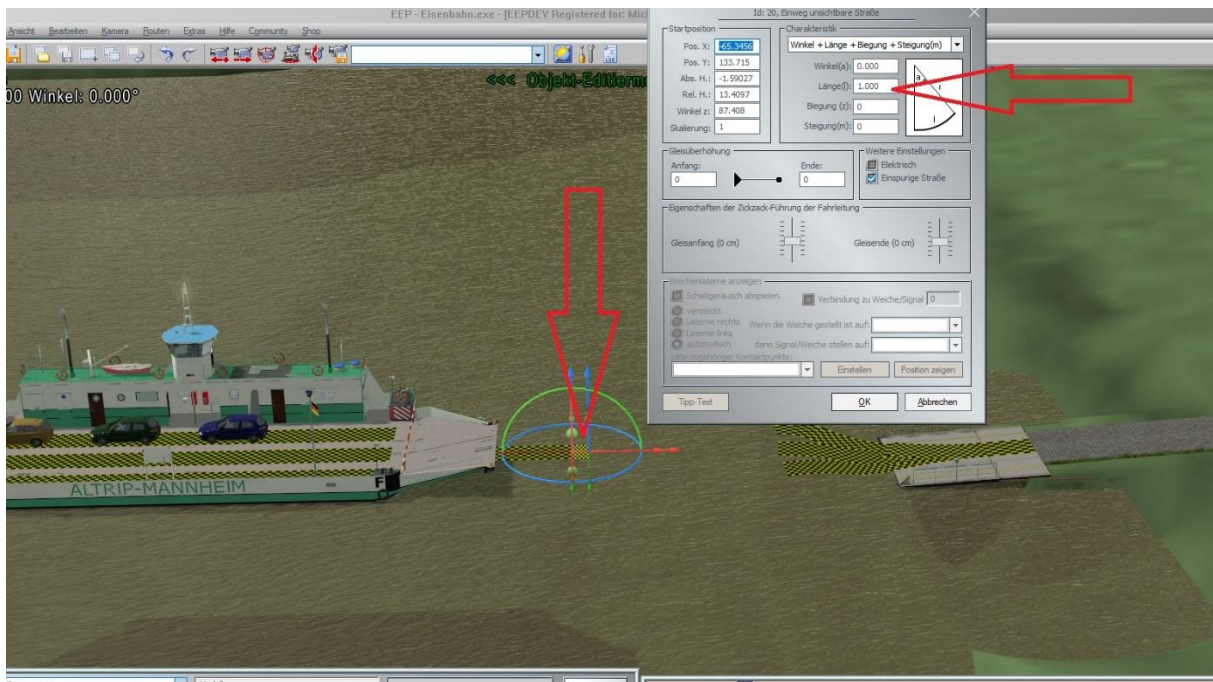 EEP - Eisenbahn.exe - [EEPDEV Registered for: Mic
Ansicht Bearbeiten Kamera Routen Extras Hilfe Community Shop
<<< Objekt-Editierm
00 Winkel: 0.000°
Id: 20, Einweg unsichtbare Straße
Startposition
Pos. X: -65.3456
Pos. Y: 133.715
Abs. H.: -1.59027
Rel. H.: 13.4097
Winkel z: 87.408
Skalierung: 1
Charakteristik
Winkel + Länge + Biegung + Steigung(m)
Winkel(a): 0.000
Länge(l): 1.000
Biegung (z): 0
Steigung(m): 0
a
r
l
Gleisüberhöhung
Anfang: Ende:
0 0
Weitere Einstellungen
Elektrisch
Einspurige Straße
Eigenschaften der Zickzack-Führung der Fahrleitung
Gleisanfang (0 cm) Gleisende (0 cm)
Weichenlaterne anzeigen
Schaltgeräusch abspielen. Verbindung zu Weiche/Signal 0
versteckt
Laterne rechts Wenn die Weiche gestellt ist auf:
Laterne links
automatisch dann Signal/Weiche stellen auf:
Liste zugehöriger Kontaktpunkte:
Einstellen Position zeigen
Tipp-Text OK Abbrechen
ALTRIP-MANNHEIM
F